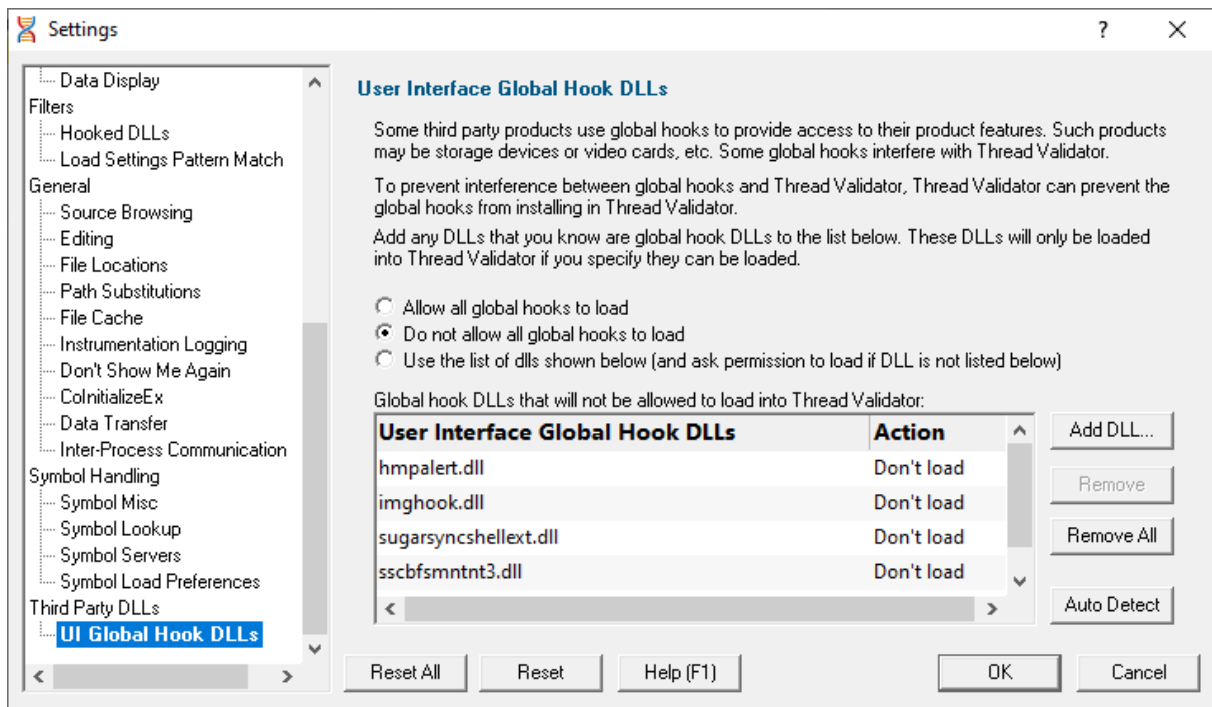 Settings
?
Data Display
Filters
Hooked DLLs
Load Settings Pattern Match
General
Source Browsing
Editing
File Locations
Path Substitutions
File Cache
Instrumentation Logging
Don't Show Me Again
CoInitializeEx
Data Transfer
Inter-Process Communication
Symbol Handling
Symbol Misc
Symbol Lookup
Symbol Servers
Symbol Load Preferences
Third Party DLLs
UI Global Hook DLLs
User Interface Global Hook DLLs
Some third party products use global hooks to provide access to their product features. Such products
may be storage devices or video cards, etc. Some global hooks interfere with Thread Validator.
To prevent interference between global hooks and Thread Validator, Thread Validator can prevent the
global hooks from installing in Thread Validator.
Add any DLLs that you know are global hook DLLs to the list below. These DLLs will only be loaded
into Thread Validator if you specify they can be loaded.
Allow all global hooks to load
Do not allow all global hooks to load
Use the list of dlls shown below (and ask permission to load if DLL is not listed below)
Global hook DLLs that will not be allowed to load into Thread Validator:
User Interface Global Hook DLLs Action
hmpalert.dll Don't load
imghook.dll Don't load
sugarsyncshellext.dll Don't load
sscbfsmntnt3.dll Don't load
Add DLL...
Remove
Remove All
Auto Detect
Reset All Reset Help (F1) OK Cancel